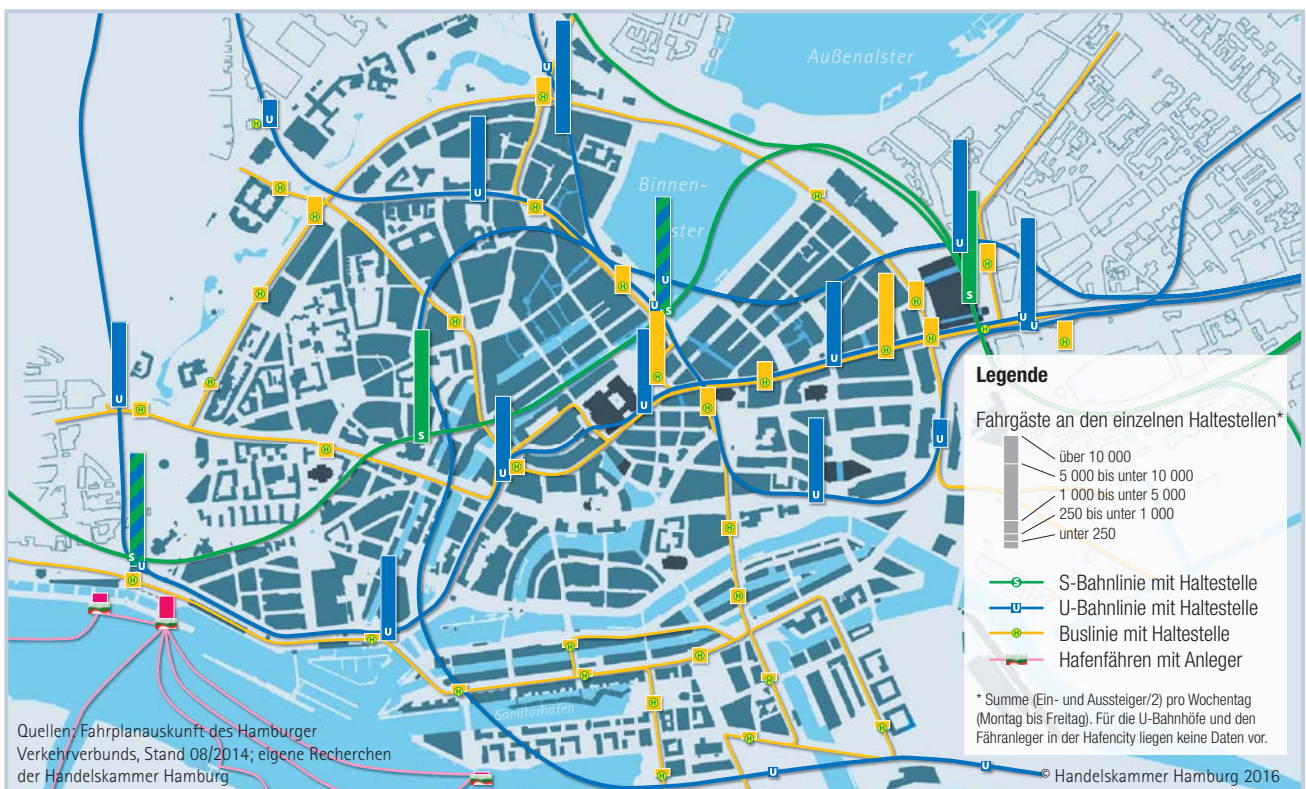 Außenalster
Binnen-
ster
Legende
Fahrgäste an den einzelnen Haltestellen*
über 10 000
5 000 bis unter 10 000
1 000 bis unter 5 000
250 bis unter 1 000
unter 250
S-Bahnlinie mit Haltestelle
U-Bahnlinie mit Haltestelle
Buslinie mit Haltestelle
Hafenfähren mit Anleger
* Summe (Ein- und Aussteiger/2) pro Wochentag
(Montag bis Freitag). Für die U-Bahnhöfe und den
Fähranleger in der Hafencity liegen keine Daten vor.
Sandtorhafen
Quellen: Fahrplanauskunft des Hamburger
Verkehrverbunds, Stand 08/2014; eigene Recherchen
der Handelskammer Hamburg
© Handelskammer Hamburg 2016